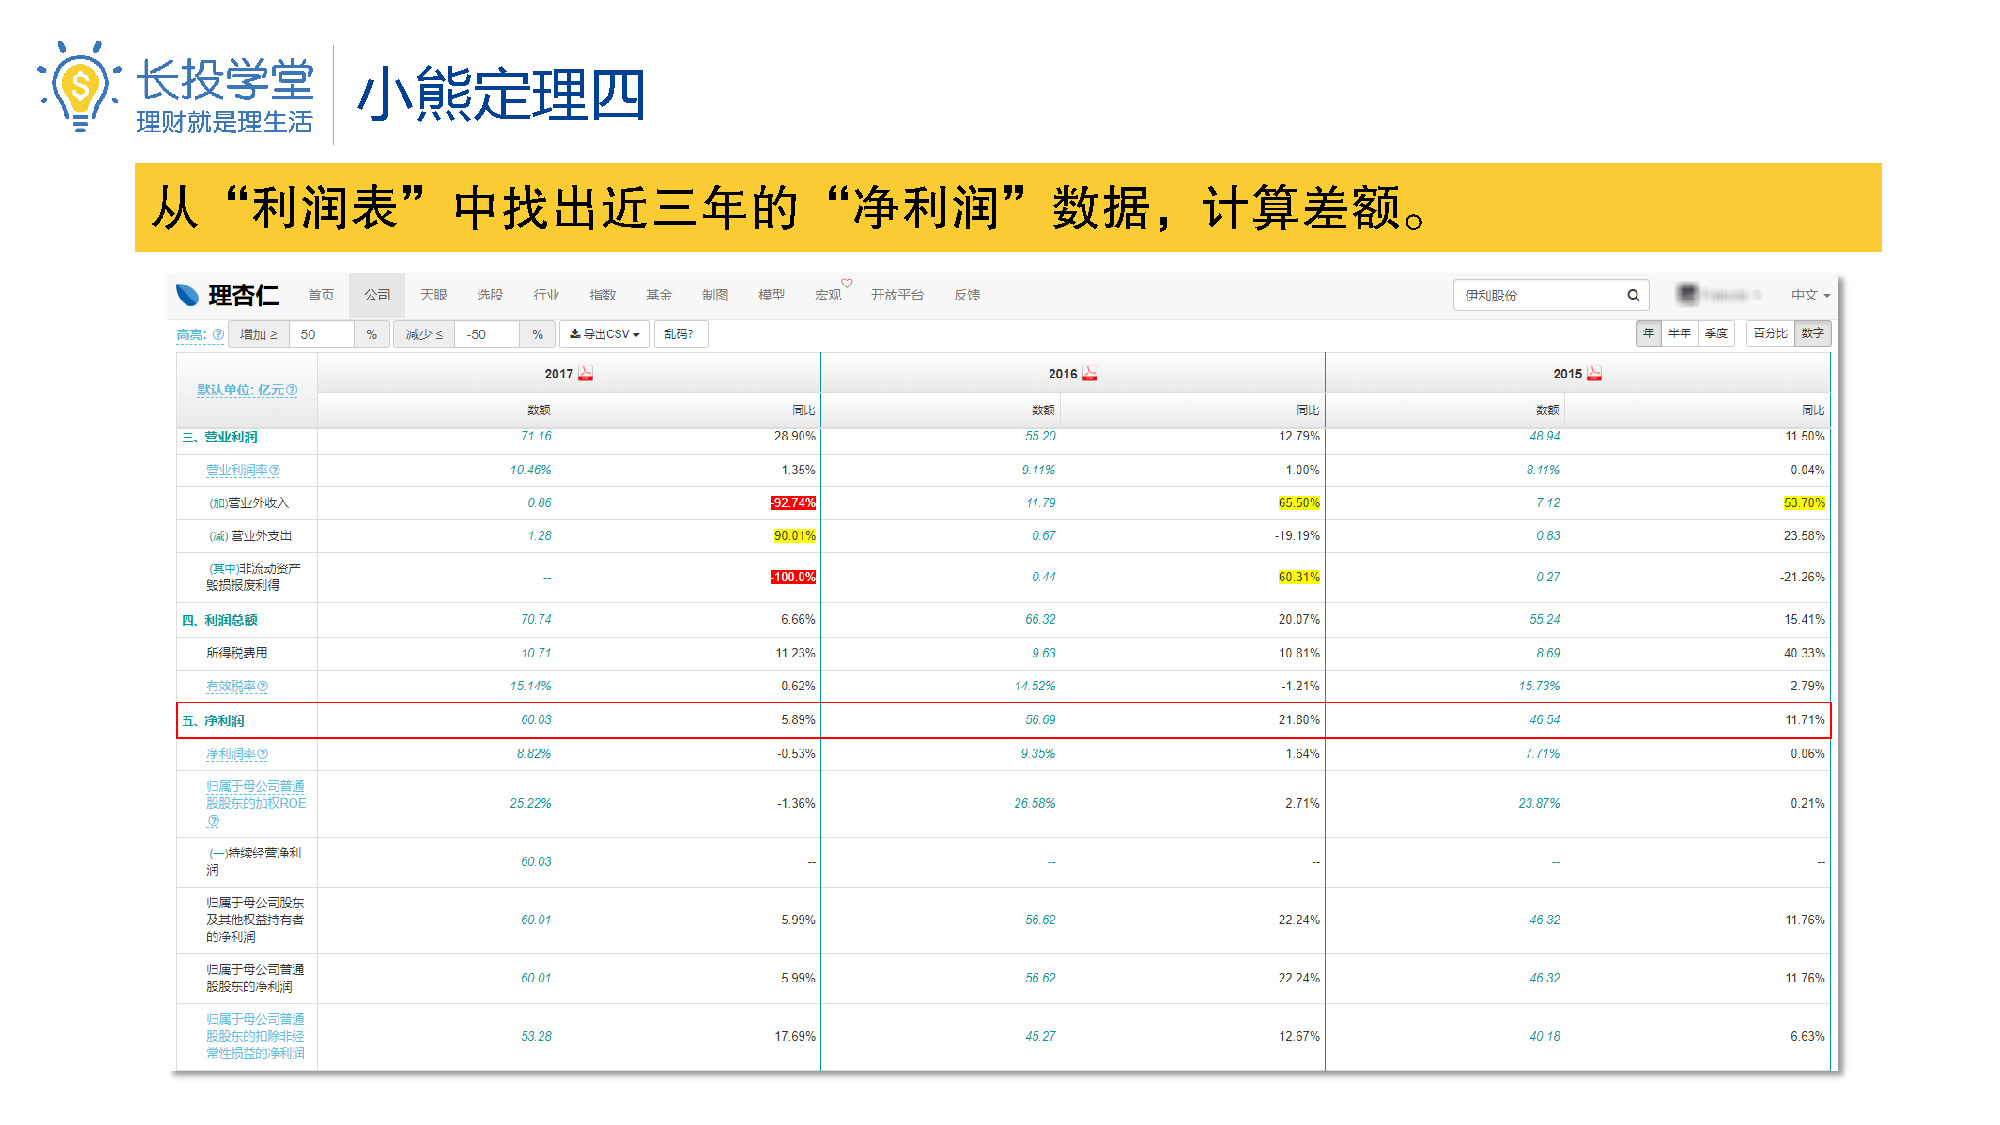 长投学堂
理财就是理生活
小熊定理四
从“利润表”中找出近三年的“净利润”数据，计算差额。
理杏仁 首页 公司 天眼 选股 行业 指数 基金 制图 模型 宏观 开放平台 反馈 伊利股份 中文
高亮: 增加 ≥ 50 % 减少 ≤ -50 % 导出CSV 乱码? 年 半年 季度 百分比 数字
默认单位: 亿元 2017 2016 2015
数额 同比 数额 同比 数额 同比
三、营业利润 71.16 28.90% 55.20 12.79% 48.94 11.50%
营业利润率 10.46% 1.35% 9.11% 1.00% 8.11% 0.04%
(加)营业外收入 0.86 -92.74% 11.79 65.50% 7.12 53.70%
(减)营业外支出 1.28 90.01% 0.67 -19.19% 0.83 23.58%
(其中)非流动资产
毁损报废利得 -- -100.0% 0.44 60.31% 0.27 -21.26%
四、利润总额 70.74 6.66% 66.32 20.07% 55.24 15.41%
所得税费用 10.71 11.23% 9.63 10.81% 8.69 40.33%
有效税率 15.14% 0.62% 14.52% -1.21% 15.73% 2.79%
五、净利润 60.03 5.89% 56.69 21.80% 46.54 11.71%
净利润率 8.82% -0.53% 9.35% 1.64% 7.71% 0.06%
归属于母公司普通
股股东的加权ROE 25.22% -1.36% 26.58% 2.71% 23.87% 0.21%
(一)持续经营净利
润 60.03 -- -- -- -- --
归属于母公司股东
及其他权益持有者
的净利润 60.01 5.99% 56.62 22.24% 46.32 11.76%
归属于母公司普通
股股东的净利润 60.01 5.99% 56.62 22.24% 46.32 11.76%
归属于母公司普通
股股东的扣除非经
常性损益的净利润 53.28 17.69% 45.27 12.67% 40.18 6.63%